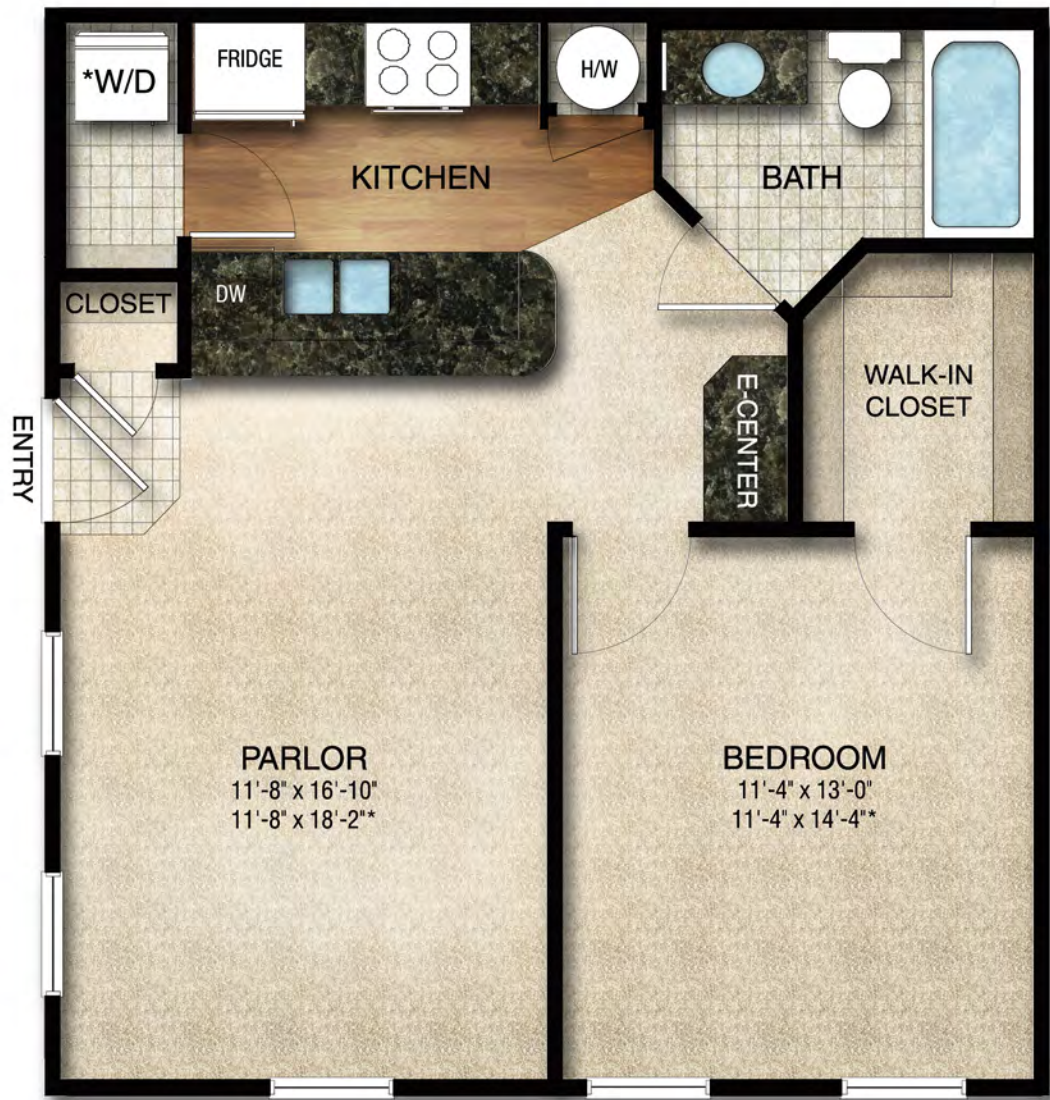 *W/D
FRIDGE
H/W
KITCHEN
BATH
CLOSET
DW
ENTRY
E-CENTER
WALK-IN
CLOSET
PARLOR
11'-8" x 16'-10"
11'-8" x 18'-2"*
BEDROOM
11'-4" x 13'-0"
11'-4" x 14'-4"*